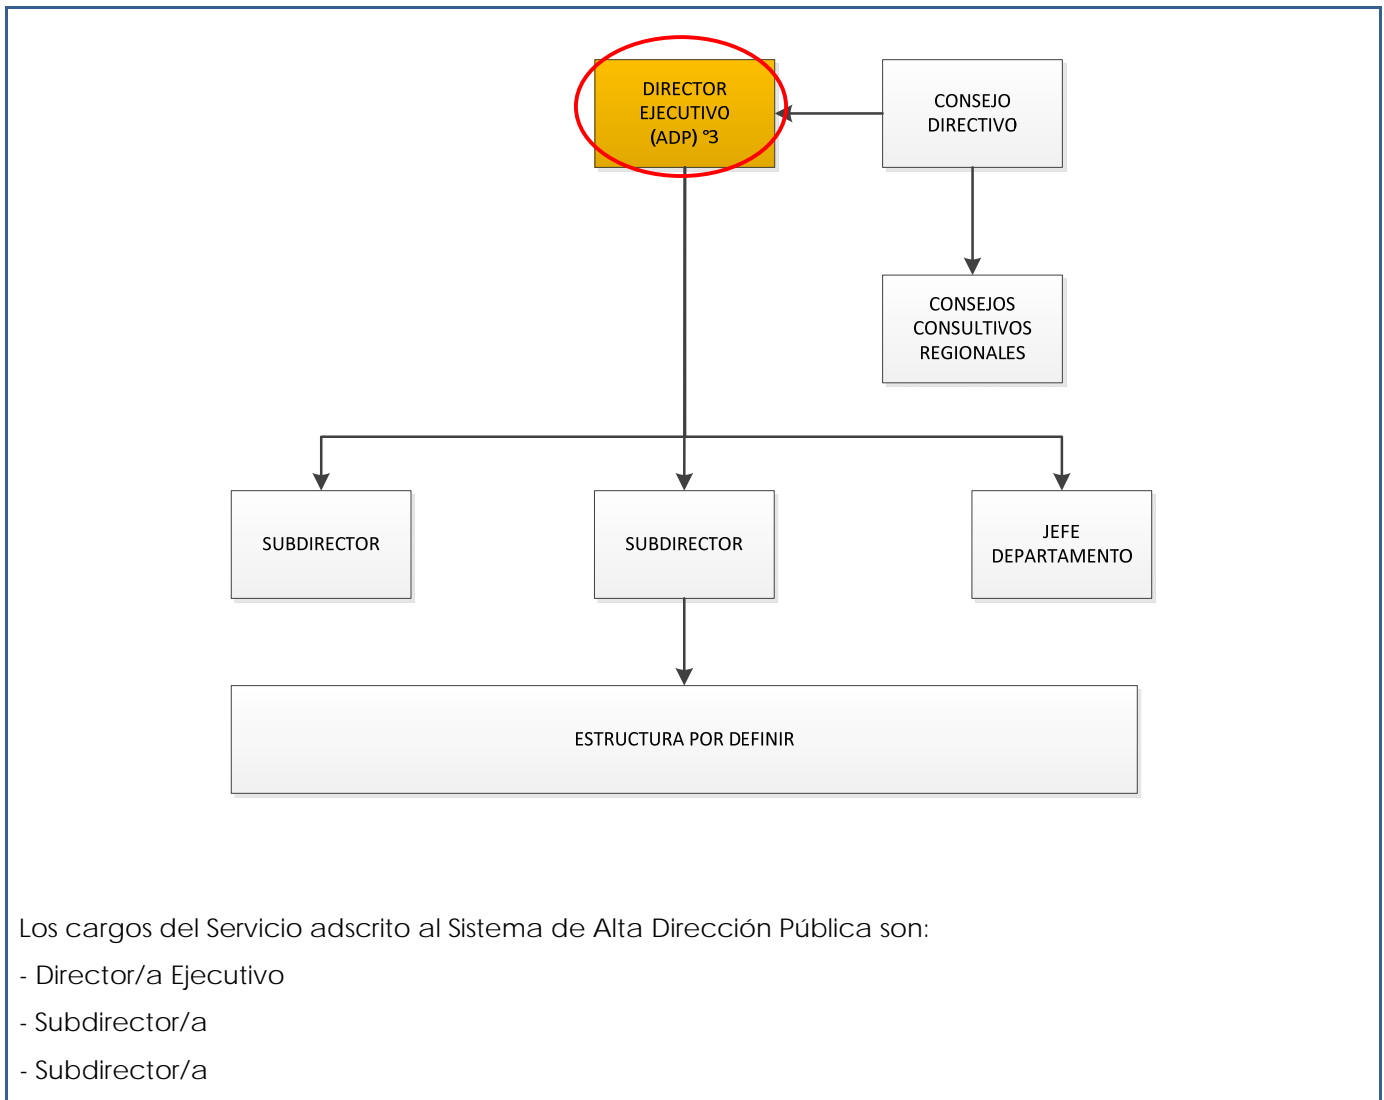 DIRECTOR
EJECUTIVO
(ADP) °3
CONSEJO
DIRECTIVO
CONSEJOS
CONSULTIVOS
REGIONALES
SUBDIRECTOR
SUBDIRECTOR
JEFE
DEPARTAMENTO
ESTRUCTURA POR DEFINIR
Los cargos del Servicio adscrito al Sistema de Alta Dirección Pública son:
- Director/a Ejecutivo
- Subdirector/a
- Subdirector/a